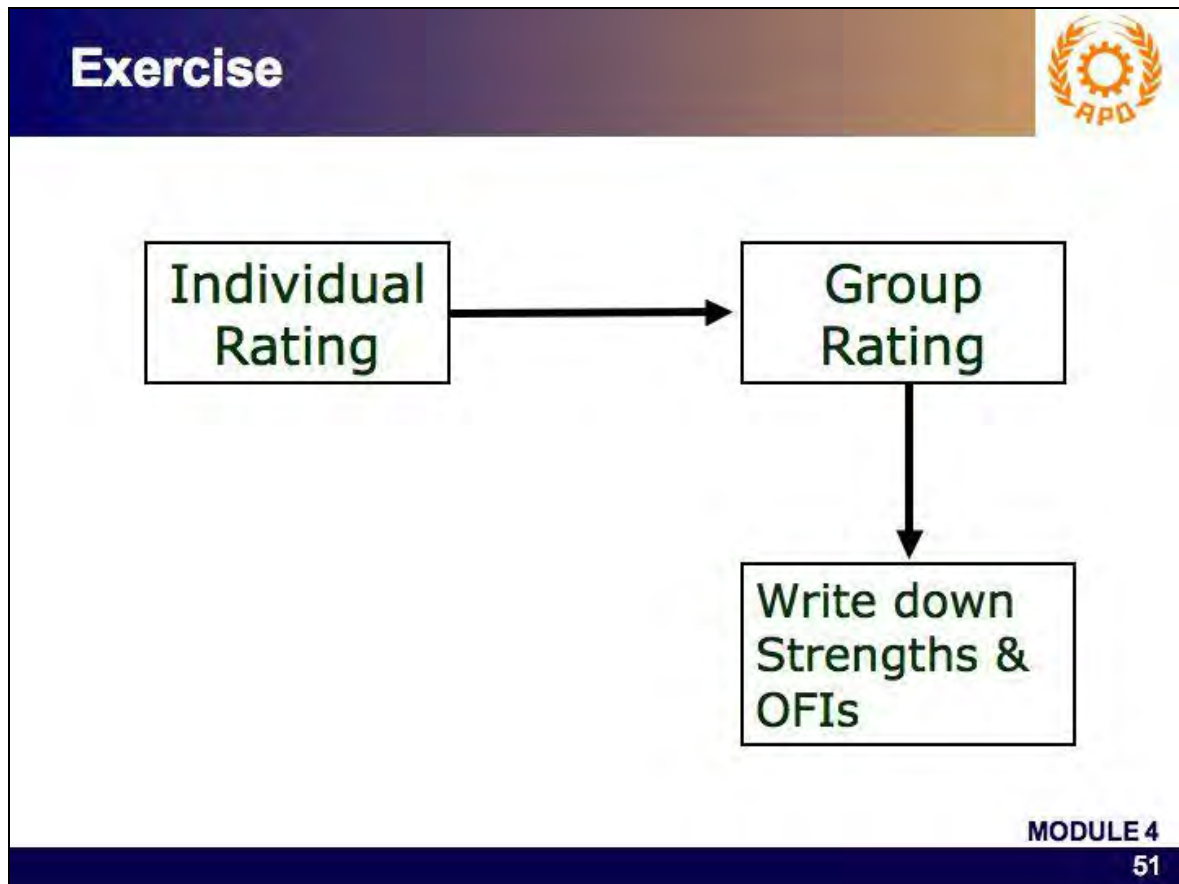 Exercise
APO
Individual
Rating
Group
Rating
Write down
Strengths &
OFIs
MODULE 4
51